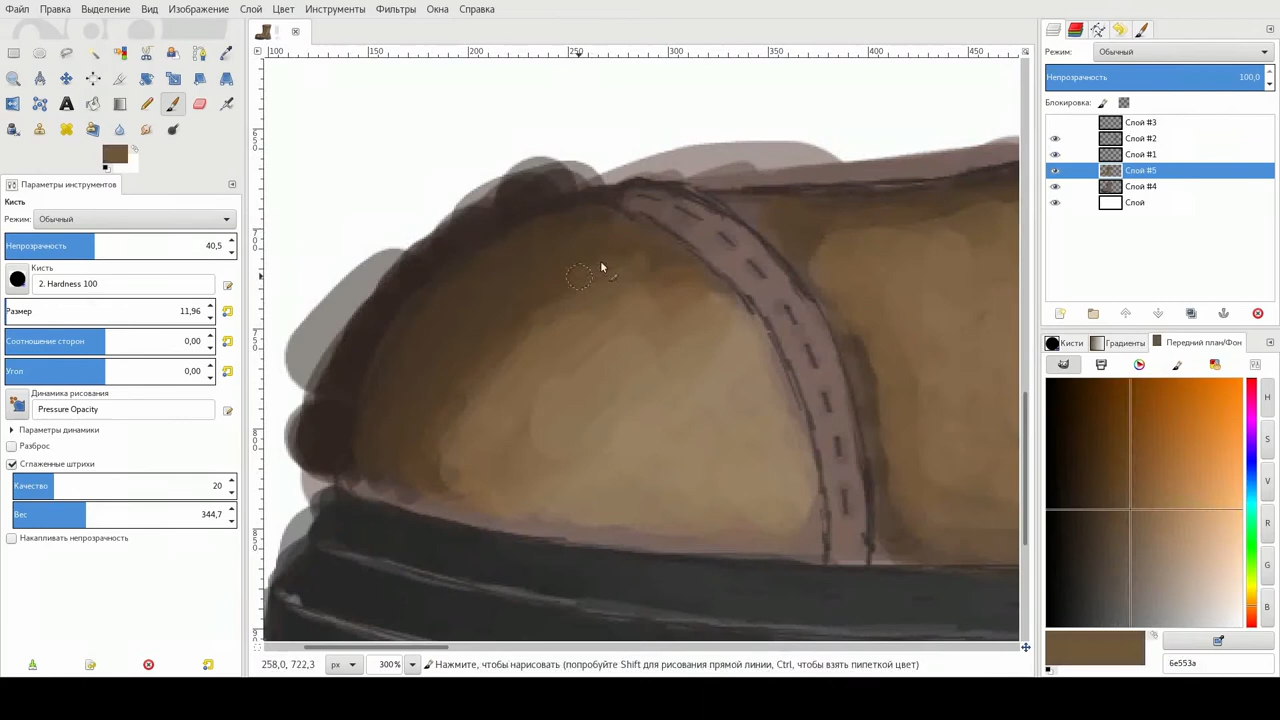 Файл Правка Выделение Вид Изображение Слой Цвет Инструменты Фильтры Окна Справка
100 150 200 250 300 350 400 450
Режим: Обычный
Непрозрачность 100,0
Блокировка:
Слой #3
Слой #2
Слой #1
Слой #5
Слой #4
Слой
Параметры инструментов
Кисть
Режим: Обычный
Непрозрачность 40,5
Кисть
2. Hardness 100
Размер 11,96
Соотношение сторон 0,00
Угол 0,00
Динамика рисования
Pressure Opacity
Параметры динамики
Разброс
Сглаженные штрихи
Качество 20
Вес 344,7
Накапливать непрозрачность
Кисти Градиенты Передний план/Фон
H
S
V
R
G
B
6e553a
258,0, 722,3 px 300% Нажмите, чтобы нарисовать (попробуйте Shift для рисования прямой линии, Ctrl, чтобы взять пипеткой цвет)